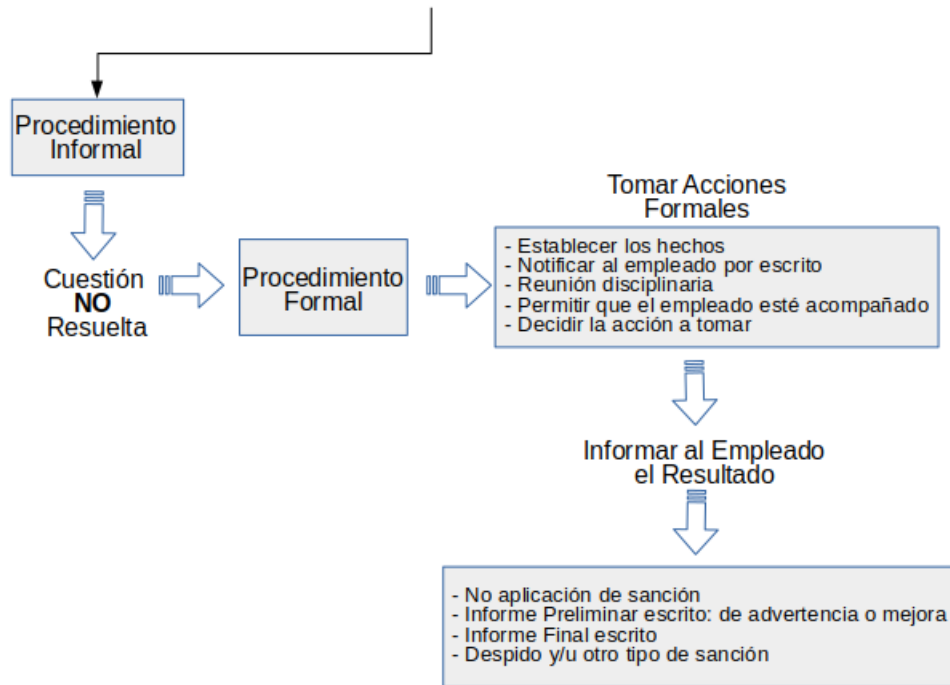 Procedimiento
Informal
Cuestión
NO
Resuelta
Procedimiento
Formal
Tomar Acciones
Formales
- Establecer los hechos
- Notificar al empleado por escrito
- Reunión disciplinaria
- Permitir que el empleado esté acompañado
- Decidir la acción a tomar
Informar al Empleado
el Resultado
- No aplicación de sanción
- Informe Preliminar escrito: de advertencia o mejora
- Informe Final escrito
- Despido y/u otro tipo de sanción